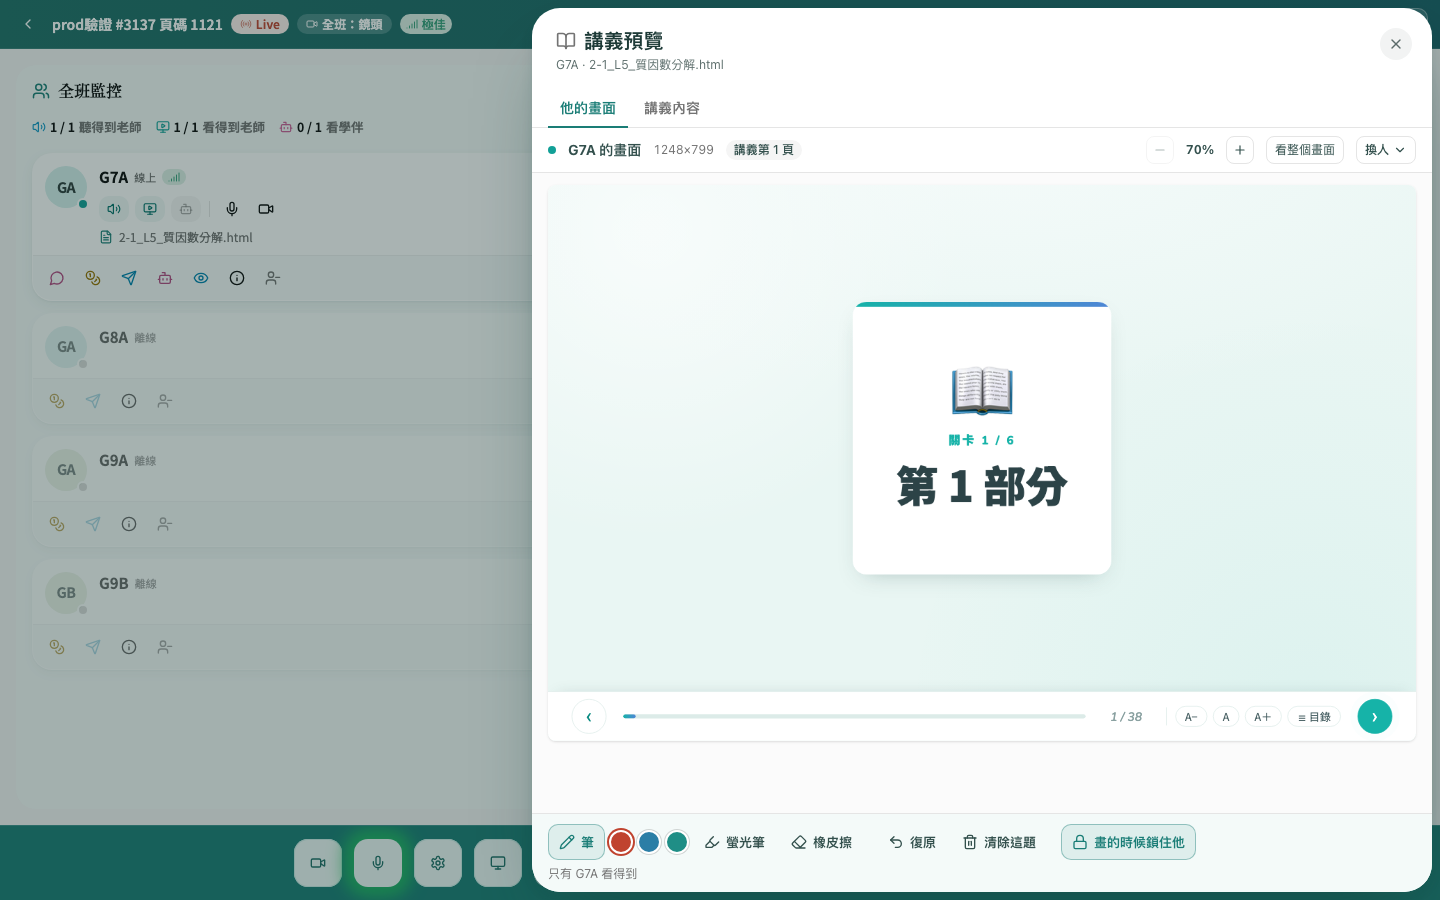 prod驗證 #3137 頁碼 1121 Live 全班：鏡頭 極佳
全班監控
1 / 1 聽得到老師 1 / 1 看得到老師 0 / 1 看學伴
GA G7A 線上
2-1_L5_質因數分解.html
GA G8A 離線
GA G9A 離線
GB G9B 離線
講義預覽
G7A · 2-1_L5_質因數分解.html
他的畫面 講義內容
G7A 的畫面 1248×799 講義第 1 頁 70% 看整個畫面 換人
關卡 1 / 6
第 1 部分
1 / 38 A− A A＋ ≡ 目錄
筆 螢光筆 橡皮擦 復原 清除這題 畫的時候鎖住他
只有 G7A 看得到